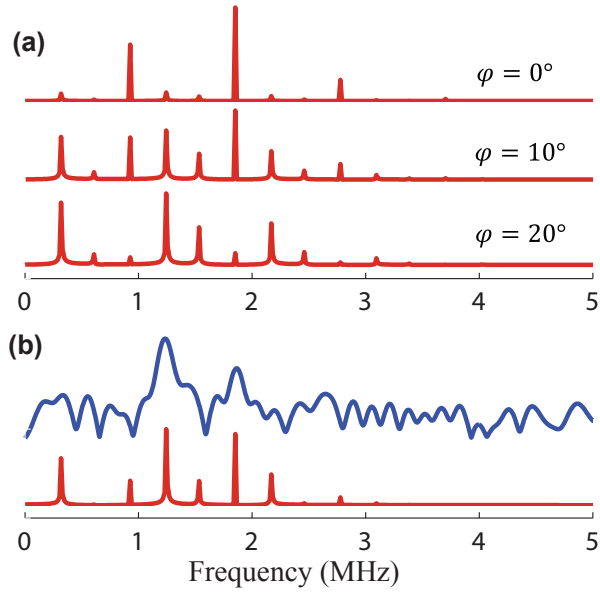 (a)
φ = 0°
φ = 10°
φ = 20°
0 1 2 3 4 5
(b)
0 1 2 3 4 5
Frequency (MHz)